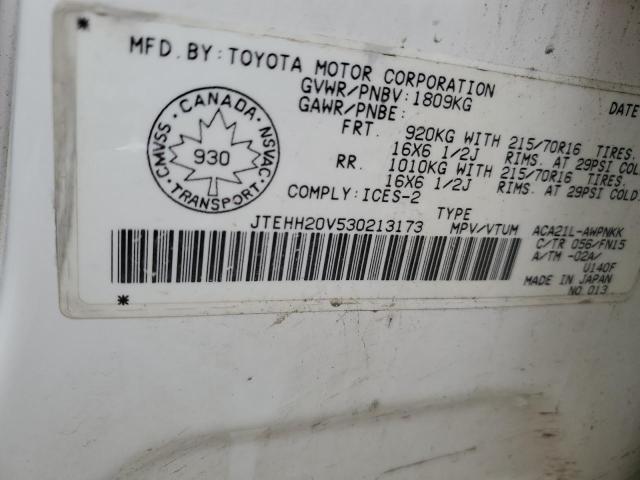 MFD. BY: TOYOTA MOTOR CORPORATION
GVWR/PNBV: 1809KG
GAWR/PNBE:
DATE
FRT. 920KG WITH 215/70R16 TIRES.
16X6 1/2J RIMS. AT 29PSI COLD
RR. 1010KG WITH 215/70R16 TIRES.
16X6 1/2J RIMS. AT 29PSI COLD
COMPLY: ICES-2
CANADA
CMVSS 930 NSVAC
TRANSPORT
TYPE
JTEHH20V530213173 MPV/VTUM ACA21L-AWPNKK
C/TR 056/FN15
A/TM -02A/
U140F
MADE IN JAPAN
NO.013